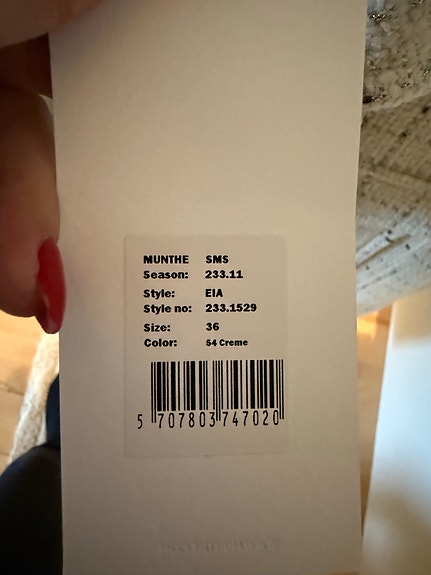 MUNTHE SMS
Season: 233.11
Style: EIA
Style no: 233.1529
Size: 36
Color: 54 Creme
5 707803 747020